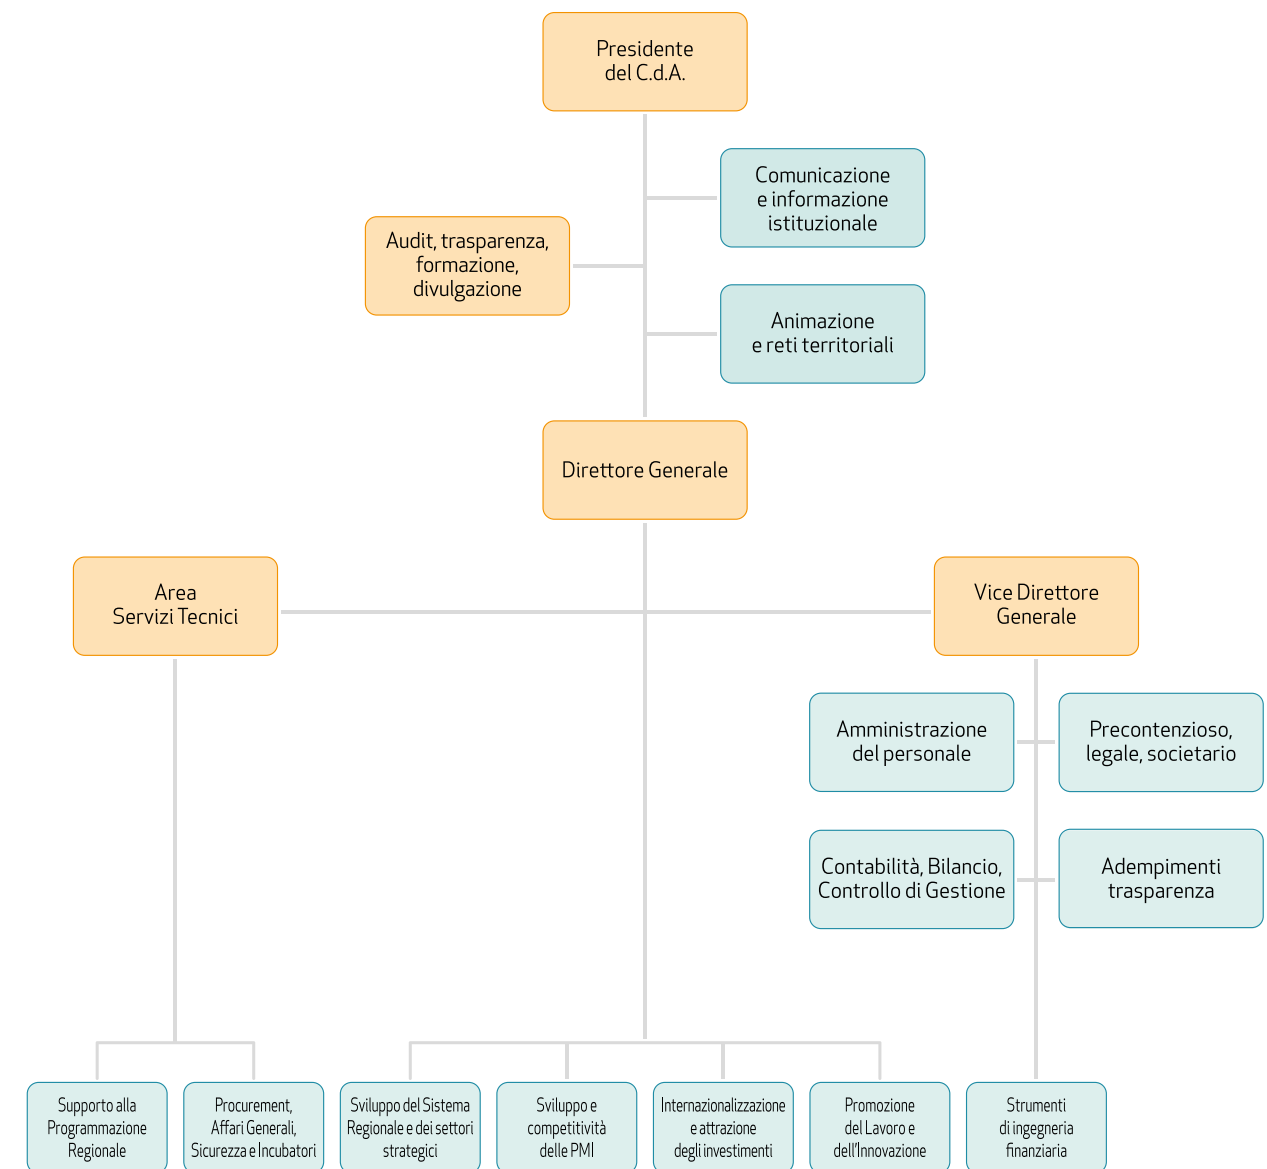 Presidente
del C.d.A.
Comunicazione
e informazione
istituzionale
Audit, trasparenza,
formazione,
divulgazione
Animazione
e reti territoriali
Direttore Generale
Area
Servizi Tecnici
Vice Direttore
Generale
Amministrazione
del personale
Precontenzioso,
legale, societario
Contabilità, Bilancio,
Controllo di Gestione
Adempimenti
trasparenza
Supporto alla
Programmazione
Regionale
Procurement,
Affari Generali,
Sicurezza e Incubatori
Sviluppo del Sistema
Regionale e dei settori
strategici
Sviluppo e
competitività
delle PMI
Internazionalizzazione
e attrazione
degli investimenti
Promozione
del Lavoro e
dell'Innovazione
Strumenti
di ingegneria
finanziaria